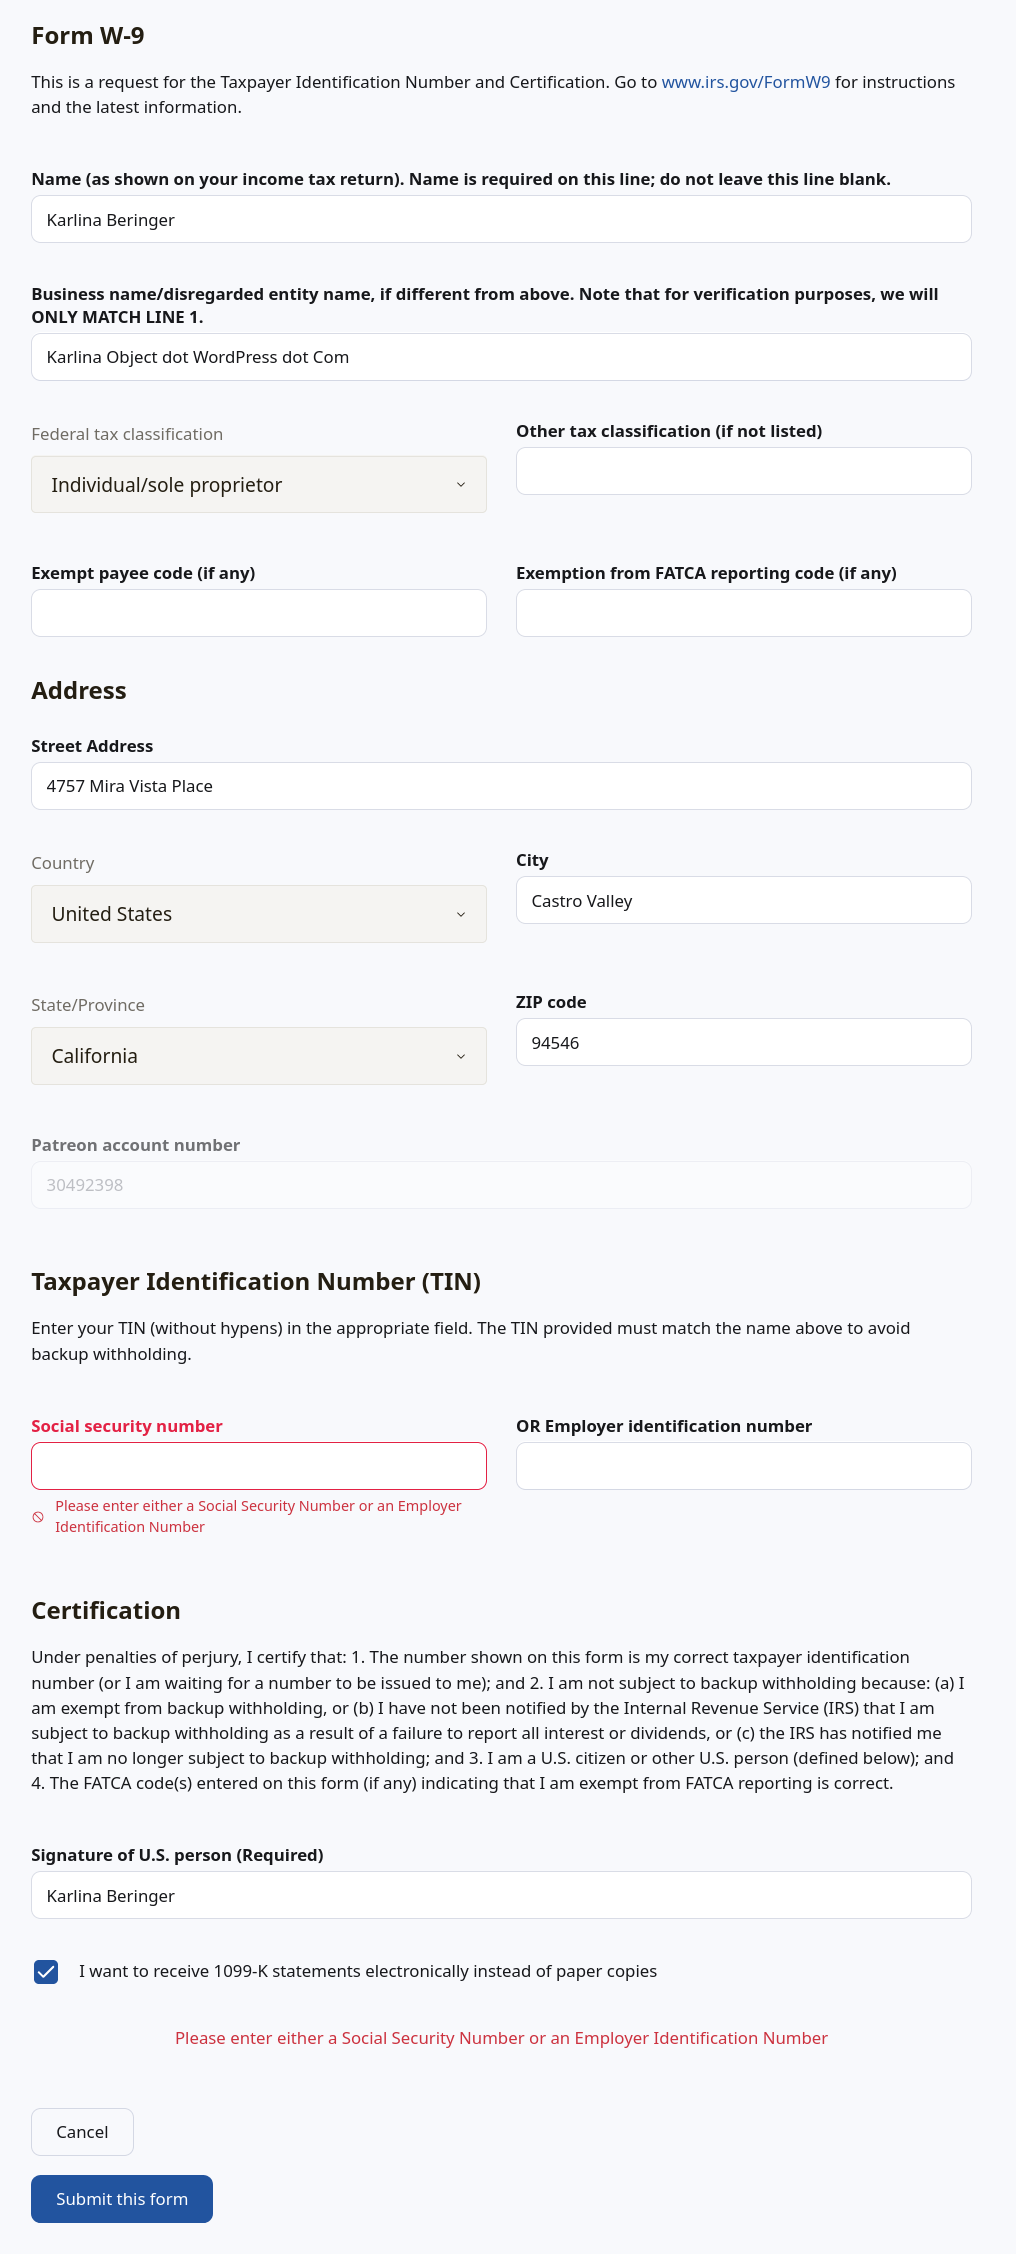 Form W-9
This is a request for the Taxpayer Identification Number and Certification. Go to www.irs.gov/FormW9 for instructions
and the latest information.
Name (as shown on your income tax return). Name is required on this line; do not leave this line blank.
Karlina Beringer
Business name/disregarded entity name, if different from above. Note that for verification purposes, we will
ONLY MATCH LINE 1.
Karlina Object dot WordPress dot Com
Federal tax classification
Individual/sole proprietor
Other tax classification (if not listed)
Exempt payee code (if any)
Exemption from FATCA reporting code (if any)
Address
Street Address
4757 Mira Vista Place
Country
United States
City
Castro Valley
State/Province
California
ZIP code
94546
Patreon account number
30492398
Taxpayer Identification Number (TIN)
Enter your TIN (without hypens) in the appropriate field. The TIN provided must match the name above to avoid
backup withholding.
Social security number
Please enter either a Social Security Number or an Employer
Identification Number
OR Employer identification number
Certification
Under penalties of perjury, I certify that: 1. The number shown on this form is my correct taxpayer identification
number (or I am waiting for a number to be issued to me); and 2. I am not subject to backup withholding because: (a) I
am exempt from backup withholding, or (b) I have not been notified by the Internal Revenue Service (IRS) that I am
subject to backup withholding as a result of a failure to report all interest or dividends, or (c) the IRS has notified me
that I am no longer subject to backup withholding; and 3. I am a U.S. citizen or other U.S. person (defined below); and
4. The FATCA code(s) entered on this form (if any) indicating that I am exempt from FATCA reporting is correct.
Signature of U.S. person (Required)
Karlina Beringer
I want to receive 1099-K statements electronically instead of paper copies
Please enter either a Social Security Number or an Employer Identification Number
Cancel
Submit this form